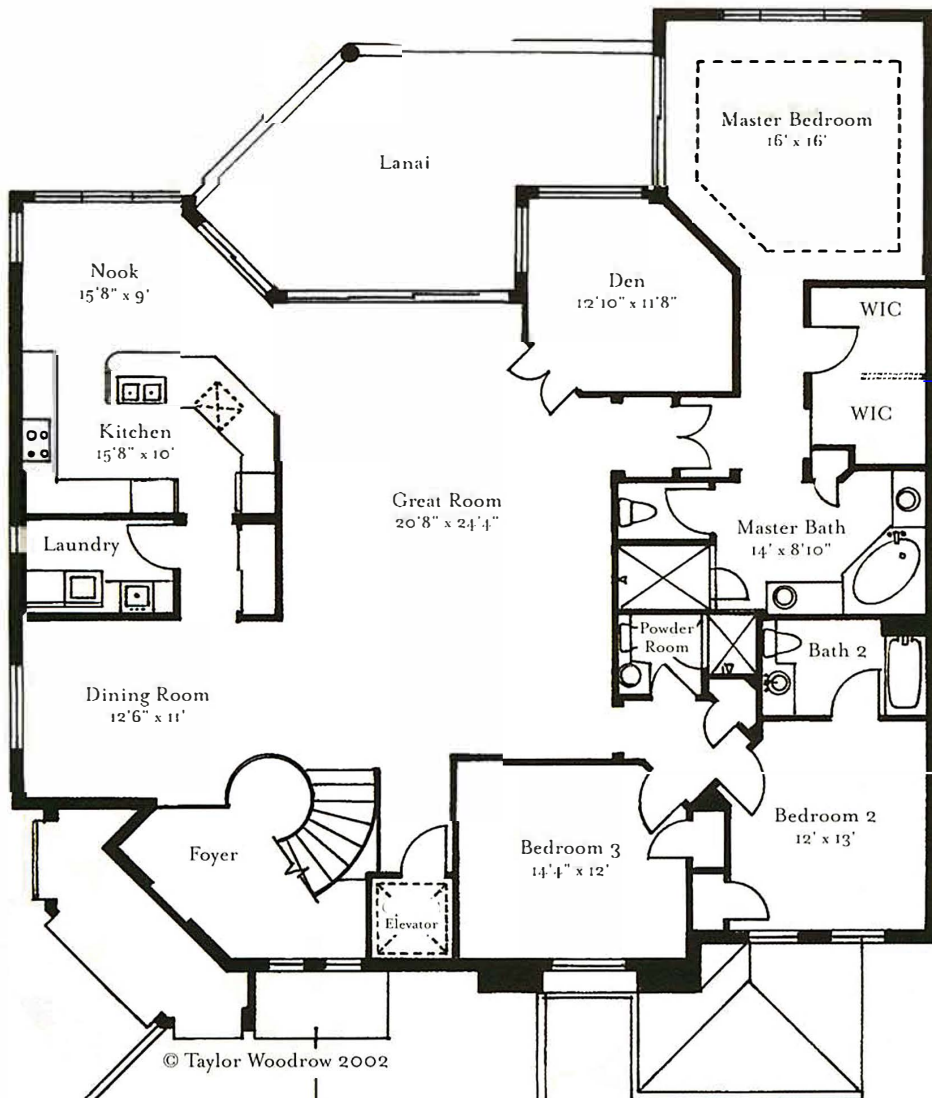 Master Bedroom
16' x 16'
Lanai
Nook
15'8" x 9'
Den
12'10" x 11'8"
WIC
WIC
Kitchen
15'8" x 10'
Great Room
20'8" x 24'4"
Master Bath
14' x 8'10"
Laundry
Powder
Room
Bath 2
Dining Room
12'6" x 11'
Bedroom 2
12' x 13'
Foyer
Bedroom 3
14'4" x 12'
Elevator
© Taylor Woodrow 2002